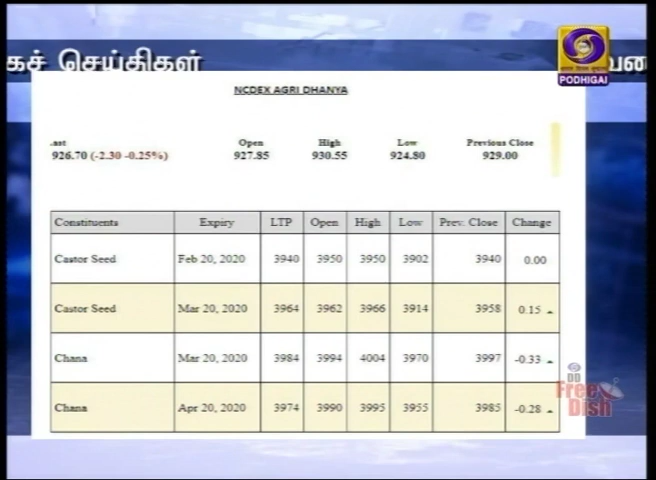 கச் செய்திகள்
PODHIGAI
NCDEX AGRI DHANYA
Open High Low Previous Close
926.70 (-2.30 -0.25%) 927.85 930.55 924.80 929.00
Constituents Expiry LTP Open High Low Prev. Close Change
Castor Seed Feb 20, 2020 3940 3950 3950 3902 3940 0.00
Castor Seed Mar 20, 2020 3964 3962 3966 3914 3958 0.15
Chana Mar 20, 2020 3984 3994 4004 3970 3997 -0.33
Chana Apr 20, 2020 3974 3990 3995 3955 3985 -0.28
DD
Free
Dish